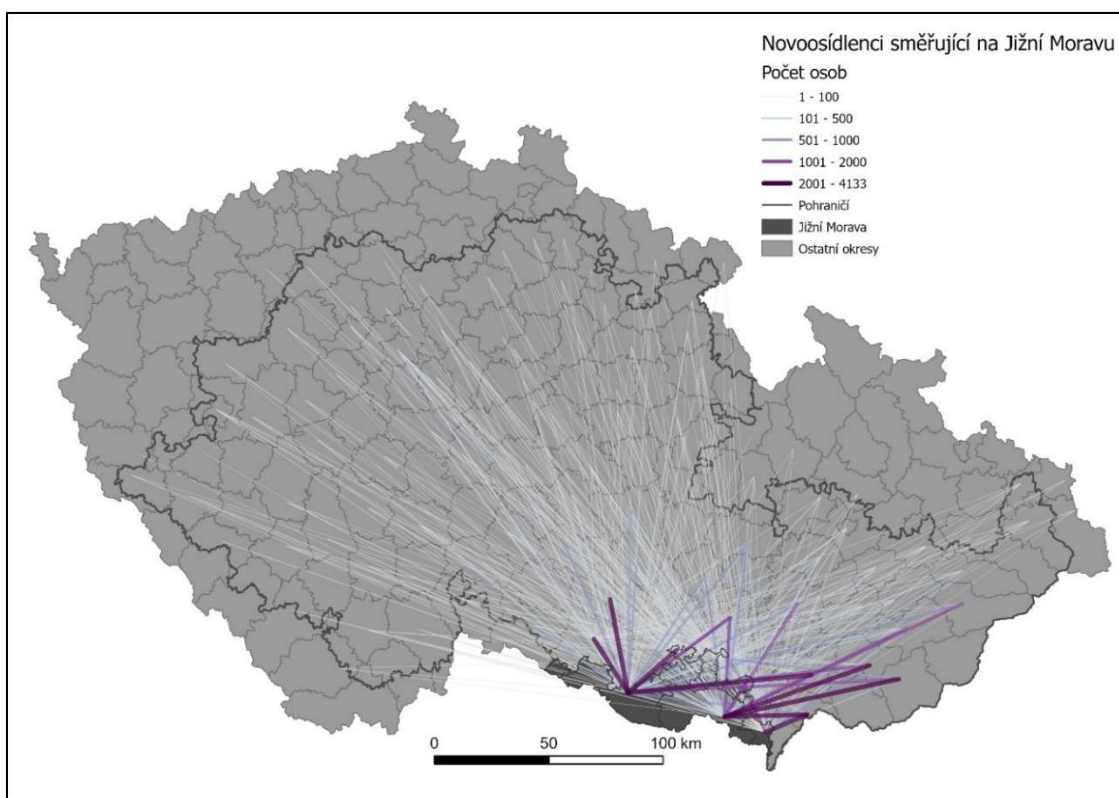 Novoosídlenci směřující na Jižní Moravu
Počet osob
1 - 100
101 - 500
501 - 1000
1001 - 2000
2001 - 4133
Pohraničí
Jižní Morava
Ostatní okresy
0 50 100 km